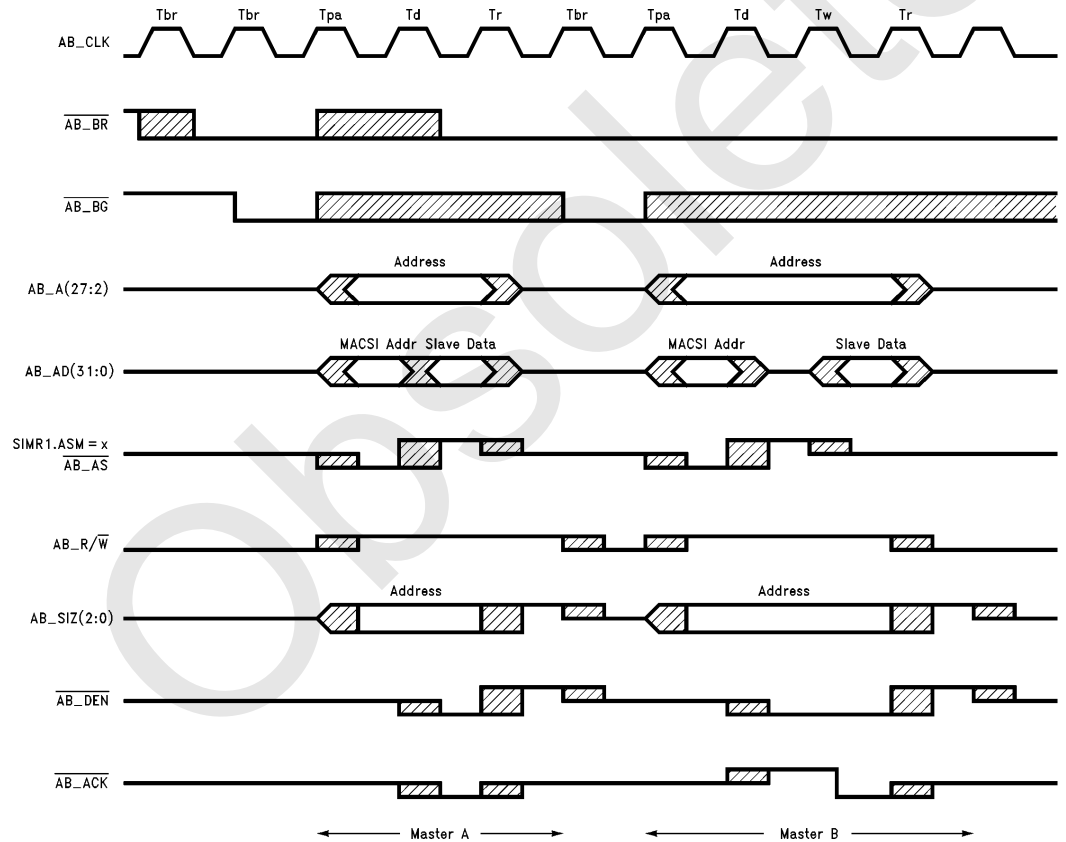 Tbr Tbr Tpa Td Tr Tbr Tpa Td Tw Tr
AB_CLK
AB_BR
AB_BG
Address Address
AB_A(27:2)
MACSI Addr Slave Data MACSI Addr Slave Data
AB_AD(31:0)
SIMR1.ASM = x
AB_AS
AB_R/W
Address Address
AB_SIZ(2:0)
AB_DEN
AB_ACK
Master A Master B
Obsolete